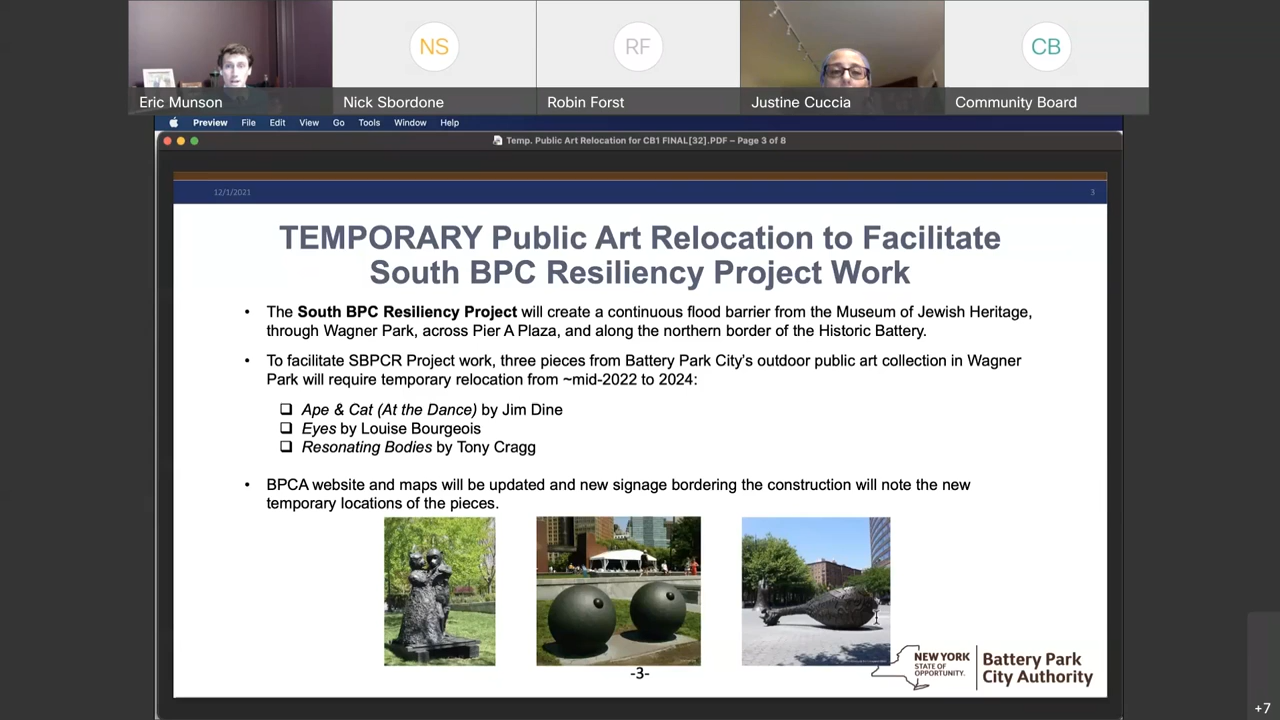 NS
RF
CB
Eric Munson
Nick Sbordone
Robin Forst
Justine Cuccia
Community Board
Preview File Edit View Go Tools Window Help
Temp. Public Art Relocation for CB1 FINAL[32].PDF – Page 3 of 8
12/1/2021
3
TEMPORARY Public Art Relocation to Facilitate
South BPC Resiliency Project Work
• The South BPC Resiliency Project will create a continuous flood barrier from the Museum of Jewish Heritage,
through Wagner Park, across Pier A Plaza, and along the northern border of the Historic Battery.
• To facilitate SBPCR Project work, three pieces from Battery Park City's outdoor public art collection in Wagner
Park will require temporary relocation from ~mid-2022 to 2024:
❑ Ape & Cat (At the Dance) by Jim Dine
❑ Eyes by Louise Bourgeois
❑ Resonating Bodies by Tony Cragg
• BPCA website and maps will be updated and new signage bordering the construction will note the new
temporary locations of the pieces.
-3-
NEW YORK
STATE OF
OPPORTUNITY.
Battery Park
City Authority
+7